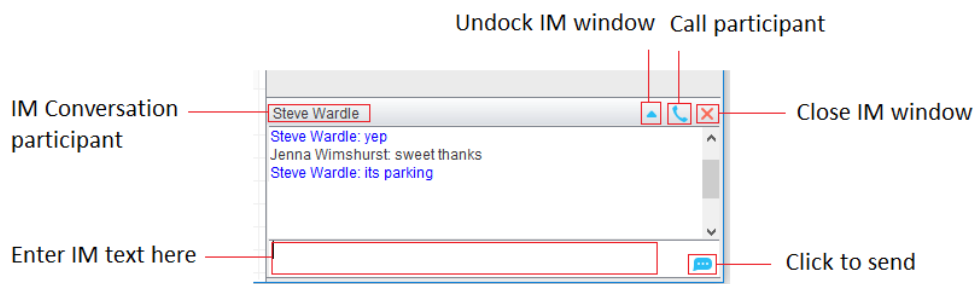 Undock IM window Call participant
IM Conversation
participant
Steve Wardle
Close IM window
Steve Wardle: yep
Jenna Wimshurst: sweet thanks
Steve Wardle: its parking
Enter IM text here
Click to send